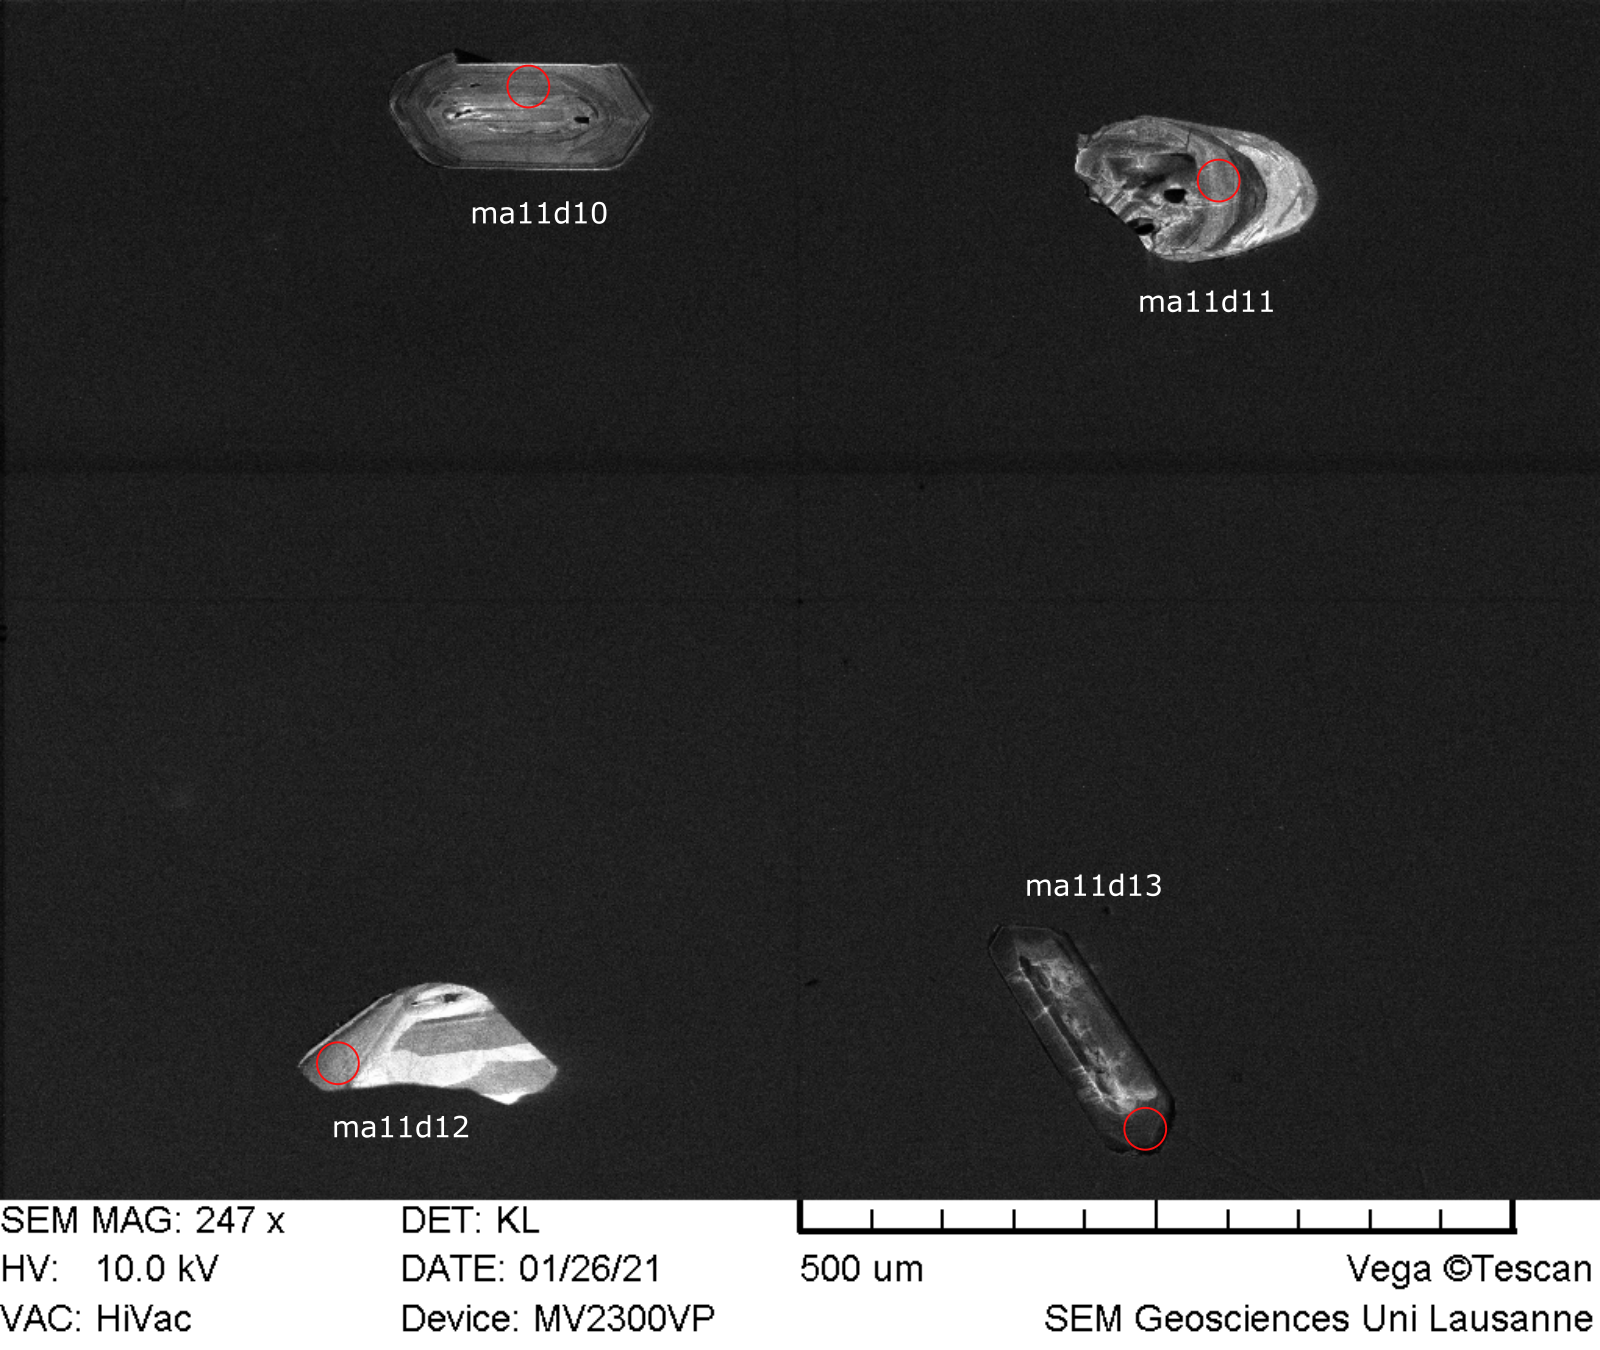 ma11d10
ma11d11
ma11d13
ma11d12
SEM MAG: 247 x DET: KL
HV: 10.0 kV DATE: 01/26/21 500 um Vega ©Tescan
VAC: HiVac Device: MV2300VP SEM Geosciences Uni Lausanne